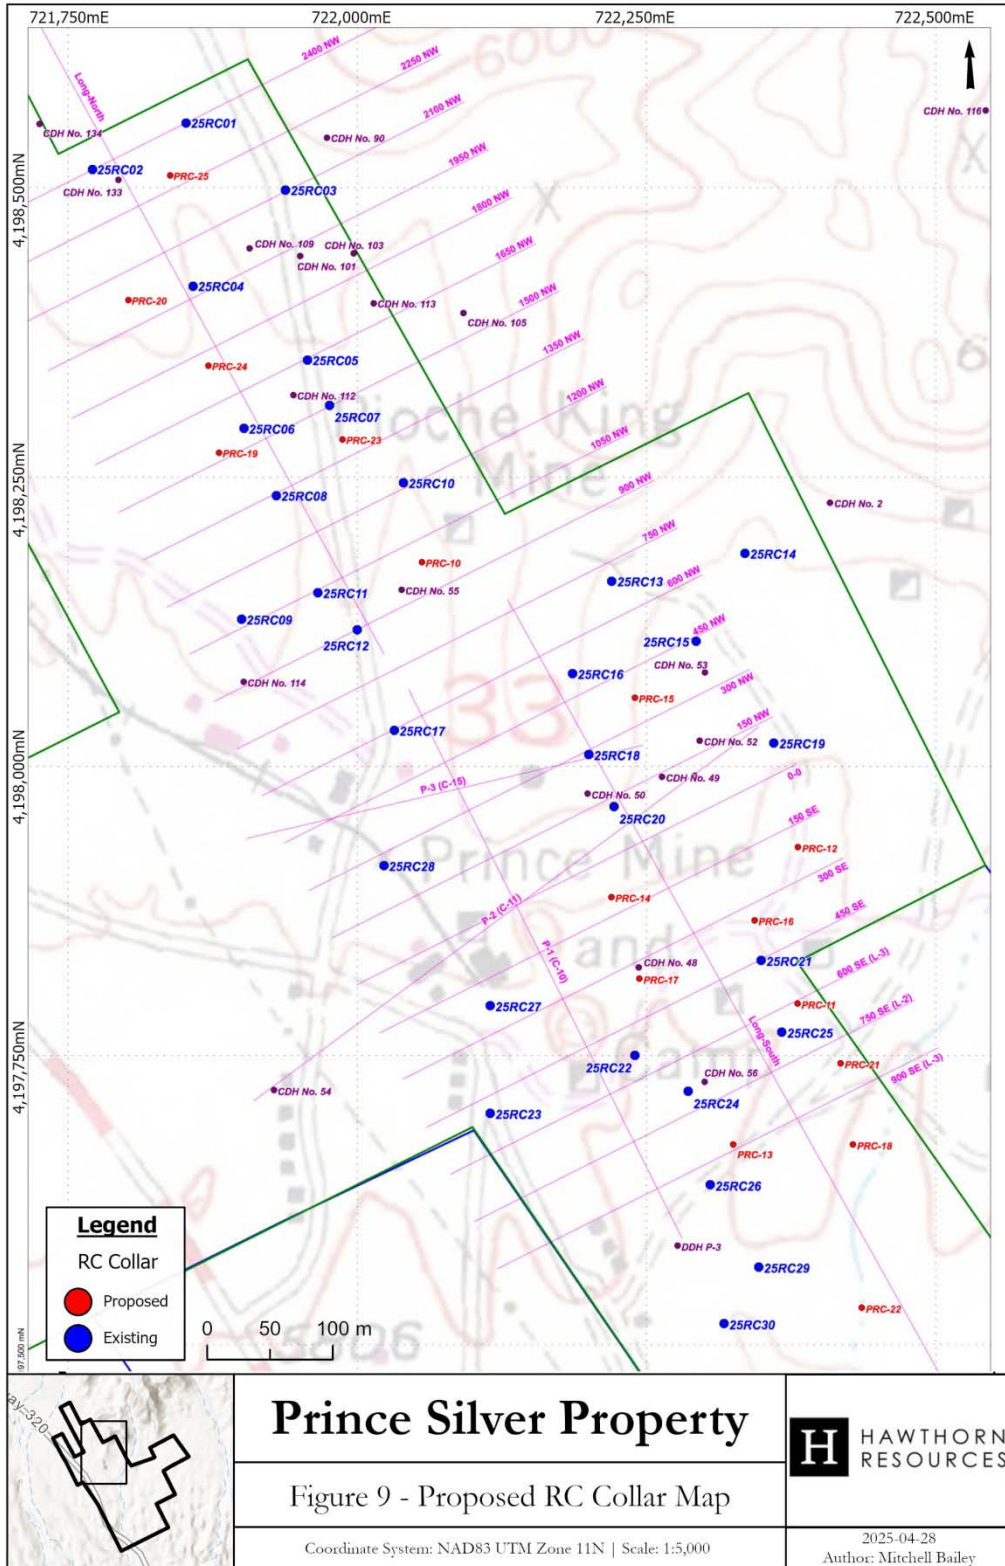 721,750mE 722,000mE 722,250mE 722,500mE
6000
2400 NW
2250 NW
Long-North
2100 NW
CDH No. 116
CDH No. 134
25RC01
CDH No. 90
1950 NW
25RC02
PRC-25
CDH No. 133
25RC03
4,198,500mN
1800 NW
CDH No. 109
CDH No. 103
CDH No. 101
1650 NW
25RC04
PRC-20
CDH No. 113
1500 NW
CDH No. 105
1350 NW
25RC05
PRC-24
CDH No. 112
1200 NW
25RC07
Pioche King
Mine
25RC06
PRC-23
1050 NW
PRC-19
4,198,250mN
900 NW
25RC08
25RC10
CDH No. 2
750 NW
25RC14
PRC-10
600 NW
25RC13
CDH No. 55
25RC11
25RC09
450 NW
25RC12
25RC15
CDH No. 53
25RC16
CDH No. 114
300 NW
33
PRC-15
150 NW
25RC17
CDH No. 52
25RC19
25RC18
4,198,000mN
0-0
P-3 (C-15)
CDH No. 49
CDH No. 50
25RC20
150 SE
PRC-12
Prince Mine
and
Camp
25RC28
300 SE
PRC-14
P-2 (C-11)
450 SE
PRC-16
P-1 (C-10)
CDH No. 48
25RC21
600 SE (L-3)
PRC-17
25RC27
PRC-11
750 SE (L-2)
25RC25
Long-South
4,197,750mN
25RC22
PRC-21
900 SE (L-3)
CDH No. 56
CDH No. 54
25RC24
25RC23
PRC-13
PRC-18
25RC26
DDH P-3
25RC29
PRC-22
25RC30
Legend
RC Collar
Proposed
Existing
0 50 100 m
97,500 mN
Prince Silver Property
Figure 9 - Proposed RC Collar Map
Coordinate System: NAD83 UTM Zone 11N | Scale: 1:5,000
way 320
H HAWTHORN
RESOURCES
2025-04-28
Author: Mitchell Bailey